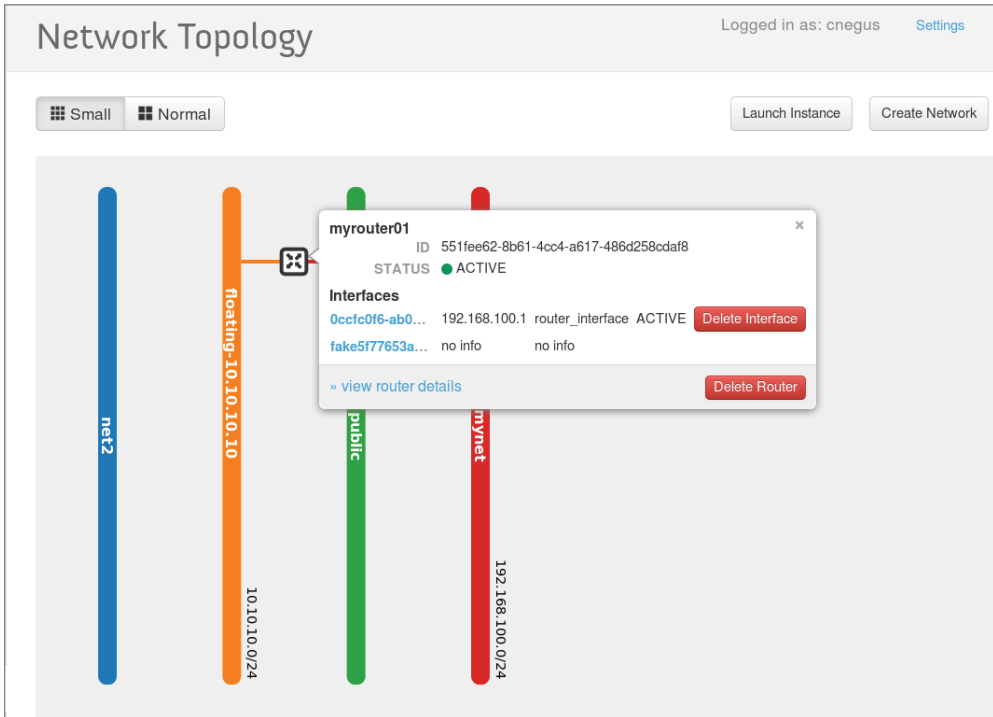 Network Topology
Logged in as: cnegus
Settings
Small
Normal
Launch Instance
Create Network
myrouter01
ID 551fee62-8b61-4cc4-a617-486d258cdaf8
STATUS ACTIVE
Interfaces
0ccfc0f6-ab0... 192.168.100.1 router_interface ACTIVE Delete Interface
fake5f77653a... no info no info
» view router details Delete Router
net2
floating-10.10.10.10
10.10.10.0/24
public
mynet
192.168.100.0/24